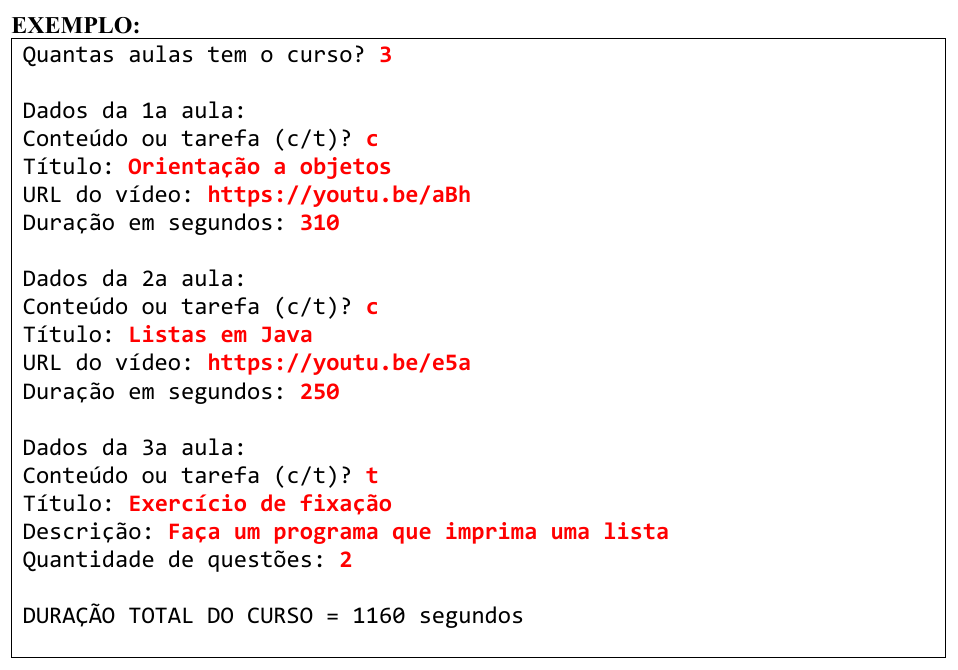 EXEMPLO:
Quantas aulas tem o curso? 3
Dados da 1a aula:
Conteúdo ou tarefa (c/t)? c
Título: Orientação a objetos
URL do vídeo: https://youtu.be/aBh
Duração em segundos: 310
Dados da 2a aula:
Conteúdo ou tarefa (c/t)? c
Título: Listas em Java
URL do vídeo: https://youtu.be/e5a
Duração em segundos: 250
Dados da 3a aula:
Conteúdo ou tarefa (c/t)? t
Título: Exercício de fixação
Descrição: Faça um programa que imprima uma lista
Quantidade de questões: 2
DURAÇÃO TOTAL DO CURSO = 1160 segundos